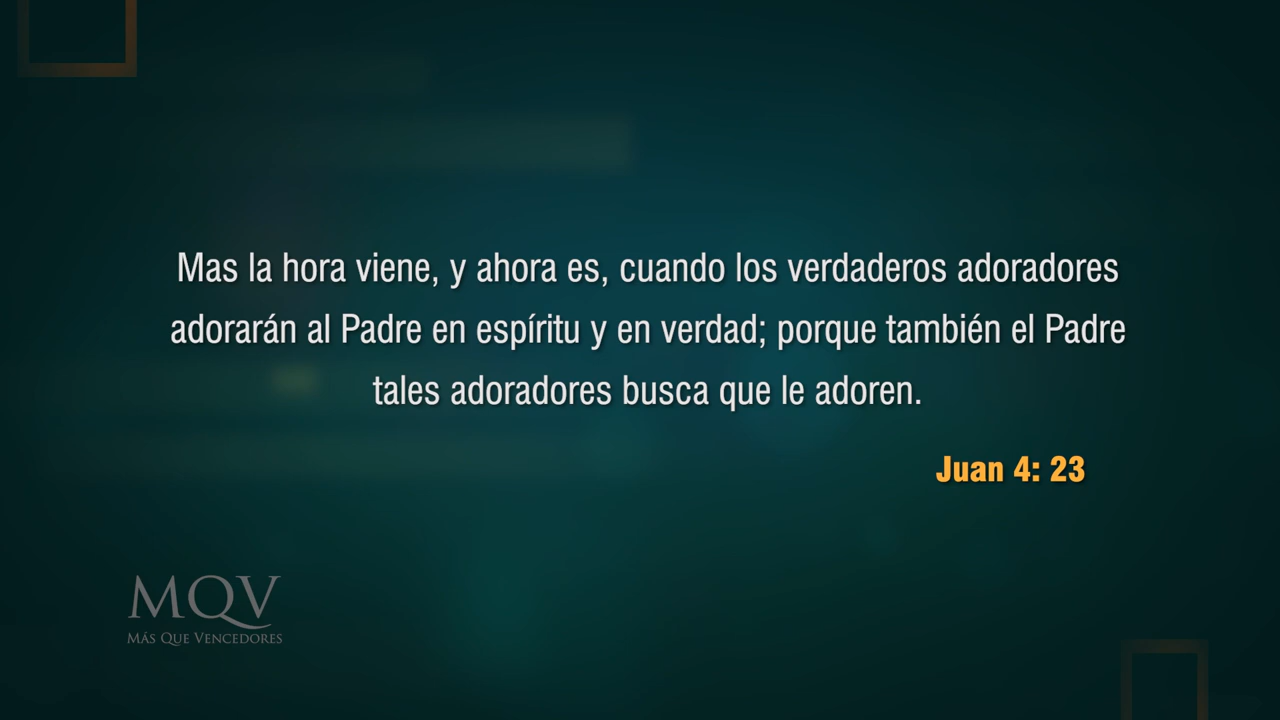 Mas la hora viene, y ahora es, cuando los verdaderos adoradores
adorarán al Padre en espíritu y en verdad; porque también el Padre
tales adoradores busca que le adoren.
Juan 4: 23
MQV
MÁS QUE VENCEDORES